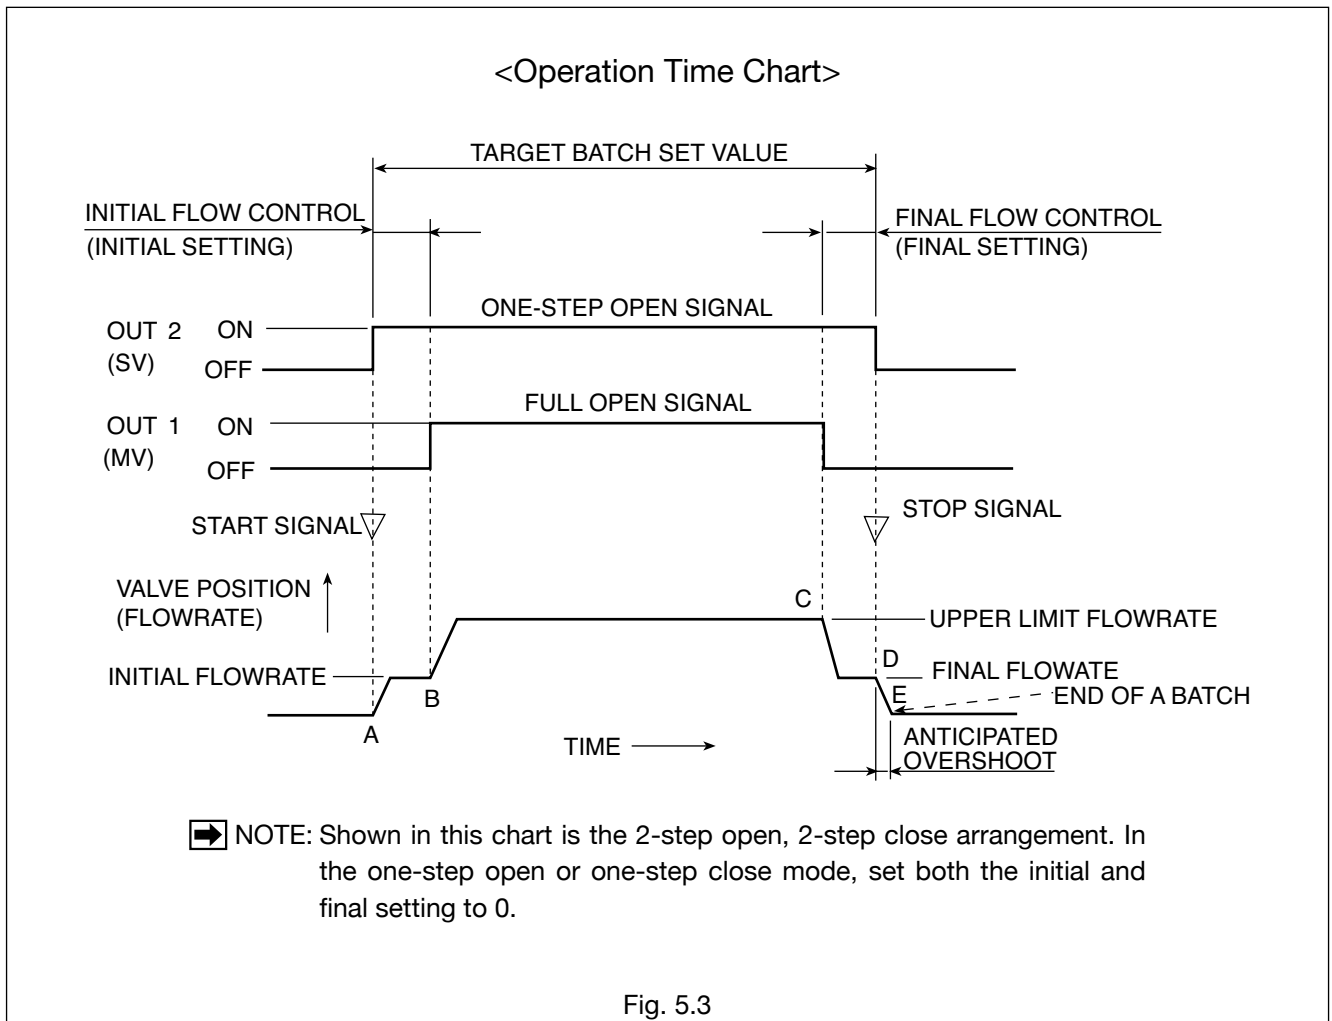 <Operation Time Chart>
TARGET BATCH SET VALUE
INITIAL FLOW CONTROL
(INITIAL SETTING)
FINAL FLOW CONTROL
(FINAL SETTING)
ONE-STEP OPEN SIGNAL
OUT 2 ON
(SV)
OFF
FULL OPEN SIGNAL
OUT 1 ON
(MV)
OFF
START SIGNAL
STOP SIGNAL
VALVE POSITION
(FLOWRATE)
C
UPPER LIMIT FLOWRATE
INITIAL FLOWRATE
D
FINAL FLOWATE
B
E
END OF A BATCH
A
TIME
ANTICIPATED
OVERSHOOT
NOTE: Shown in this chart is the 2-step open, 2-step close arrangement. In
the one-step open or one-step close mode, set both the initial and
final setting to 0.
Fig. 5.3